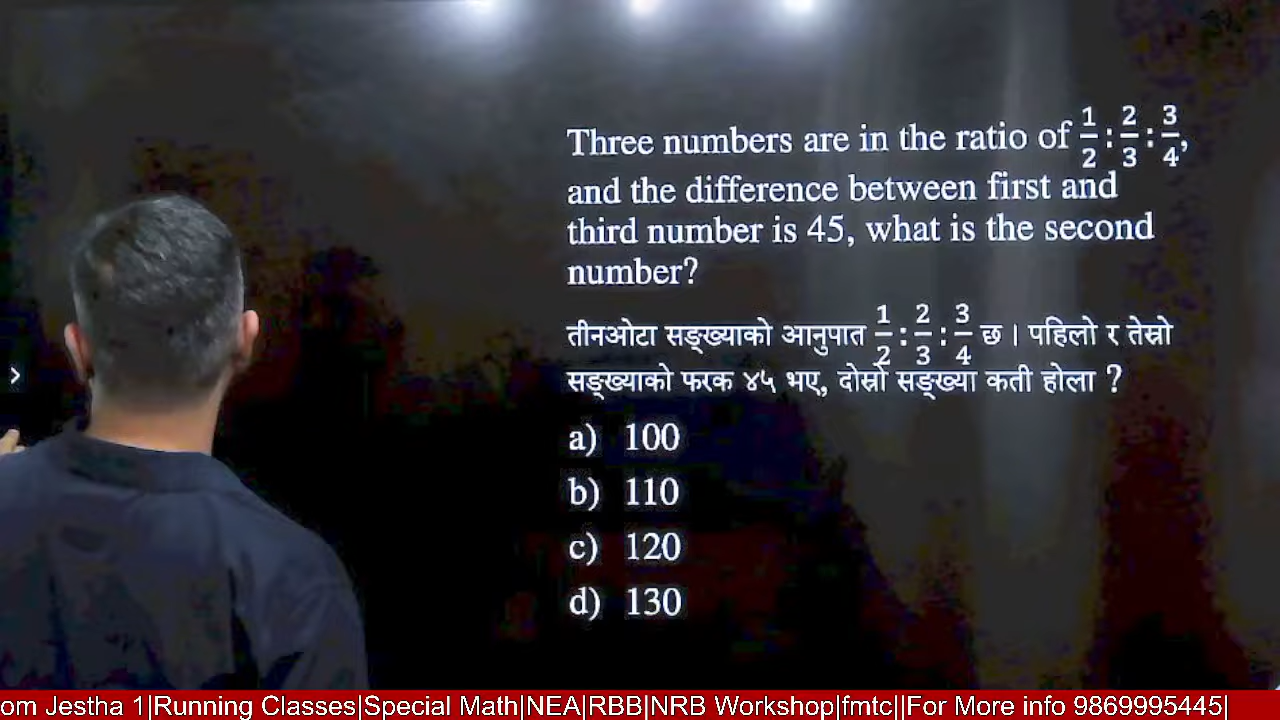 Three numbers are in the ratio of 1/2 : 2/3 : 3/4,
and the difference between first and
third number is 45, what is the second
number?
तीनओटा सङ्ख्याको आनुपात 1/2 : 2/3 : 3/4 छ । पहिलो र तेस्रो
सङ्ख्याको फरक ४५ भए, दोस्रो सङ्ख्या कती होला ?
a) 100
b) 110
c) 120
d) 130
om Jestha 1|Running Classes|Special Math|NEA|RBB|NRB Workshop|fmtc||For More info 9869995445|